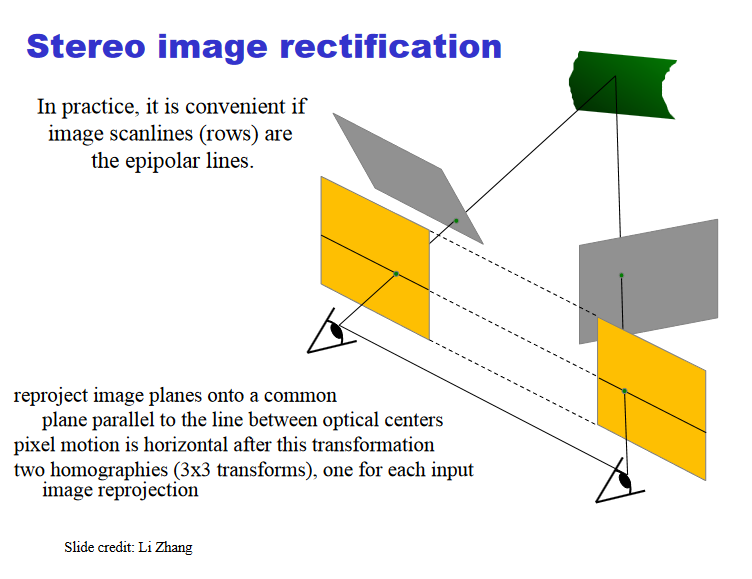 Stereo image rectification
In practice, it is convenient if
image scanlines (rows) are
the epipolar lines.
reproject image planes onto a common
plane parallel to the line between optical centers
pixel motion is horizontal after this transformation
two homographies (3x3 transforms), one for each input
image reprojection
Slide credit: Li Zhang